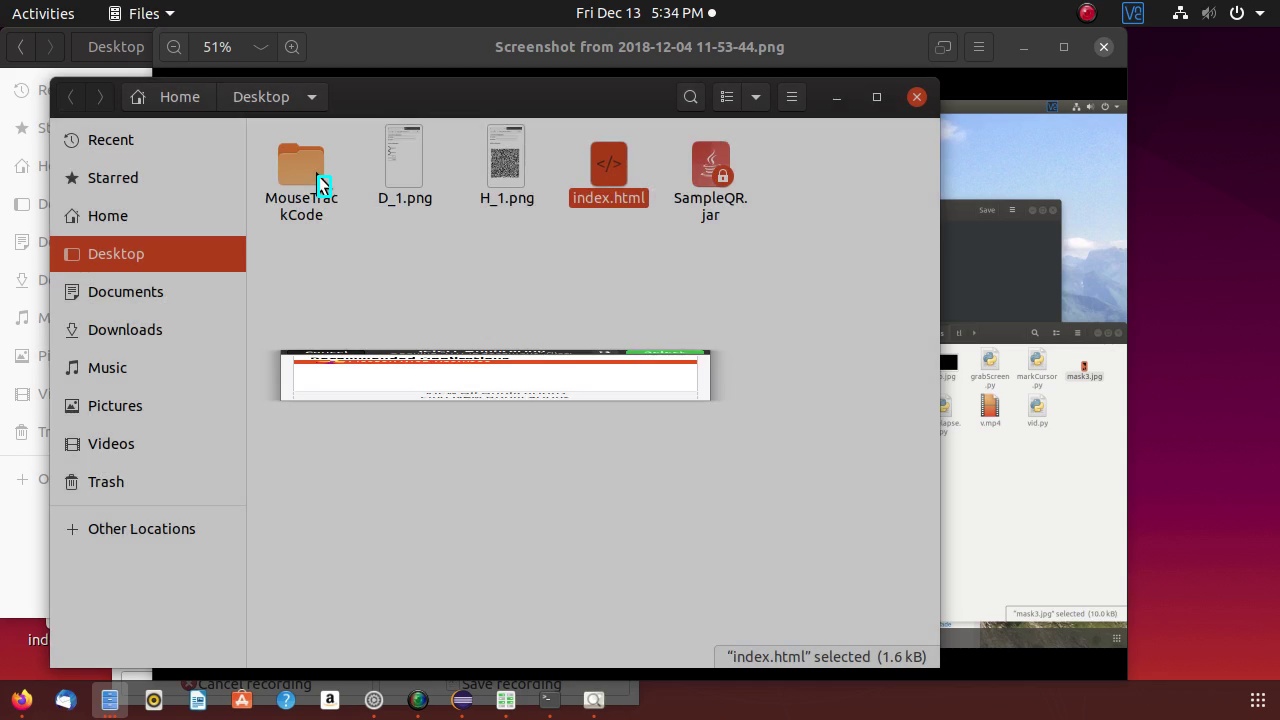 Activities
Files
Fri Dec 13 5:34 PM
Desktop
51%
Screenshot from 2018-12-04 11-53-44.png
Home
Desktop
Recent
Starred
Home
Desktop
Documents
Downloads
Music
Pictures
Videos
Trash
Other Locations
MouseTrac
kCode
D_1.png
H_1.png
index.html
SampleQR.
jar
Save
grabScreen
.py
markCursor
.py
mask3.jpg
v.mp4
vid.py
"mask3.jpg" selected (10.0 kB)
“index.html” selected (1.6 kB)
Cancel recording
Save recording